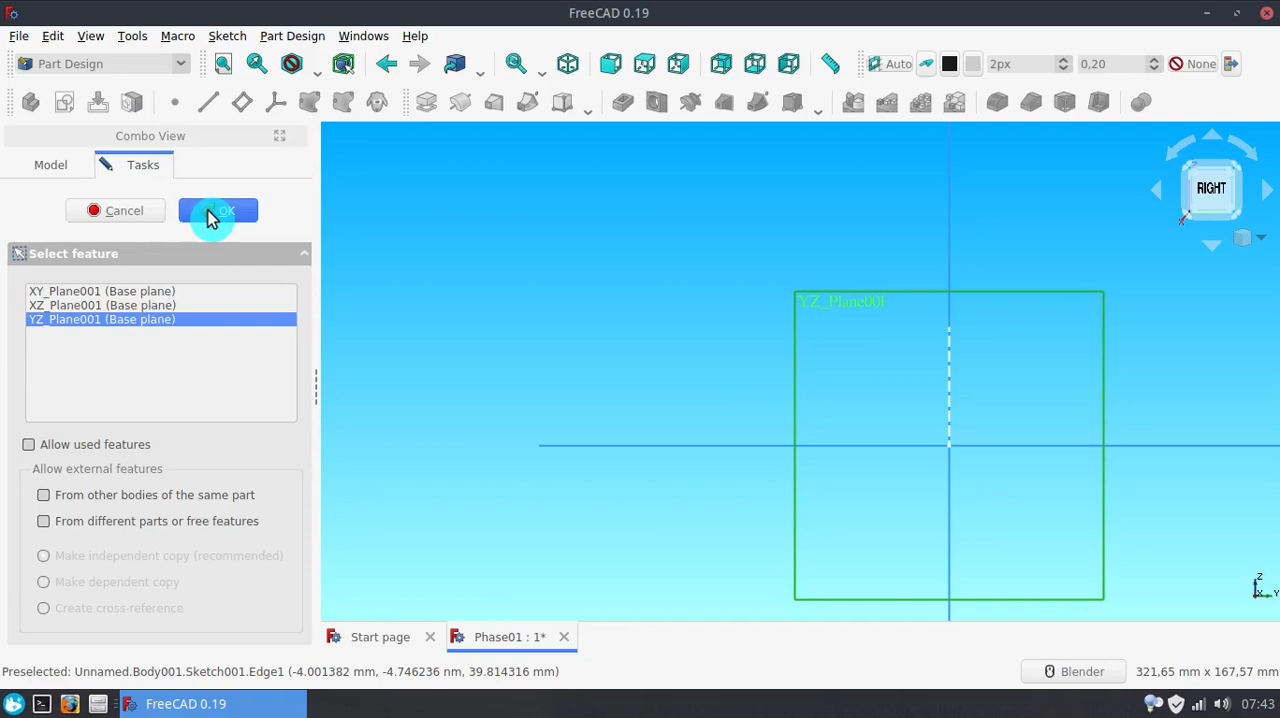 FreeCAD 0.19
File Edit View Tools Macro Sketch Part Design Windows Help
Part Design
Auto
2px
0,20
None
Combo View
Model
Tasks
Cancel
OK
Select feature
XY_Plane001 (Base plane)
XZ_Plane001 (Base plane)
YZ_Plane001 (Base plane)
Allow used features
Allow external features
From other bodies of the same part
From different parts or free features
Make independent copy (recommended)
Make dependent copy
Create cross-reference
YZ_Plane001
RIGHT
Z
X
Z
X
Y
Start page
Phase01 : 1*
Preselected: Unnamed.Body001.Sketch001.Edge1 (-4.001382 mm, -4.746236 nm, 39.814316 mm)
Blender
321,65 mm x 167,57 mm
FreeCAD 0.19
07:43